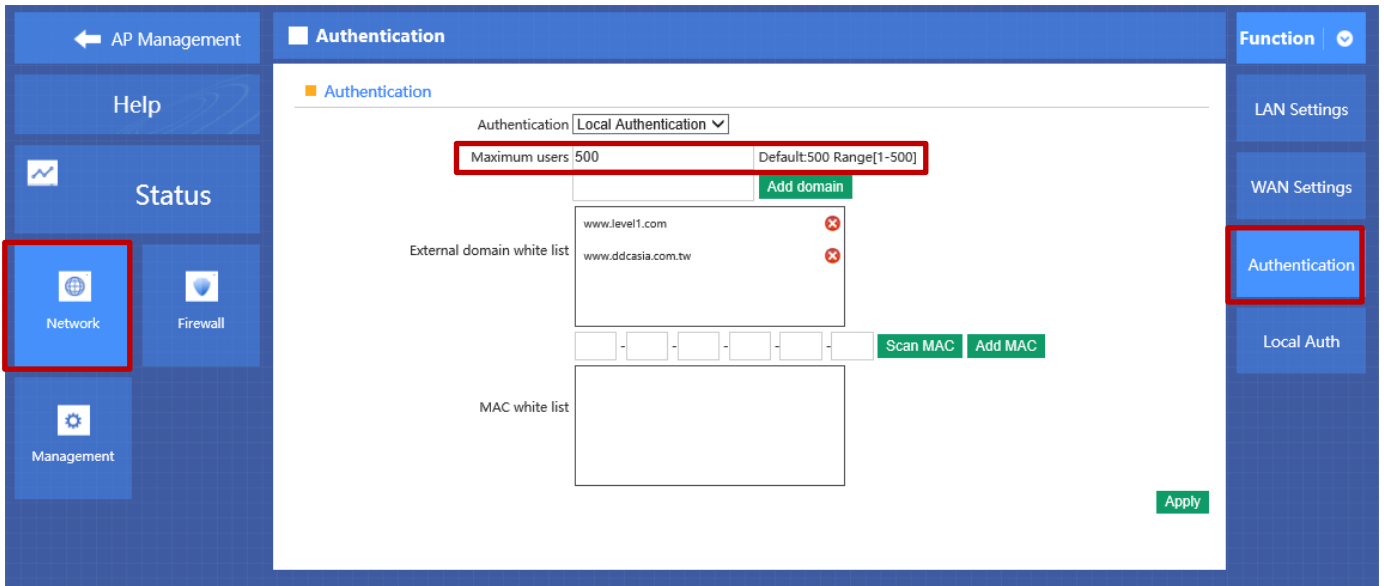 AP Management
Authentication
Function
Help
Status
Network
Firewall
Management
Authentication
Authentication Local Authentication
Maximum users 500 Default:500 Range[1-500]
Add domain
External domain white list
www.level1.com
www.ddcasia.com.tw
- - - - - Scan MAC Add MAC
MAC white list
Apply
LAN Settings
WAN Settings
Authentication
Local Auth